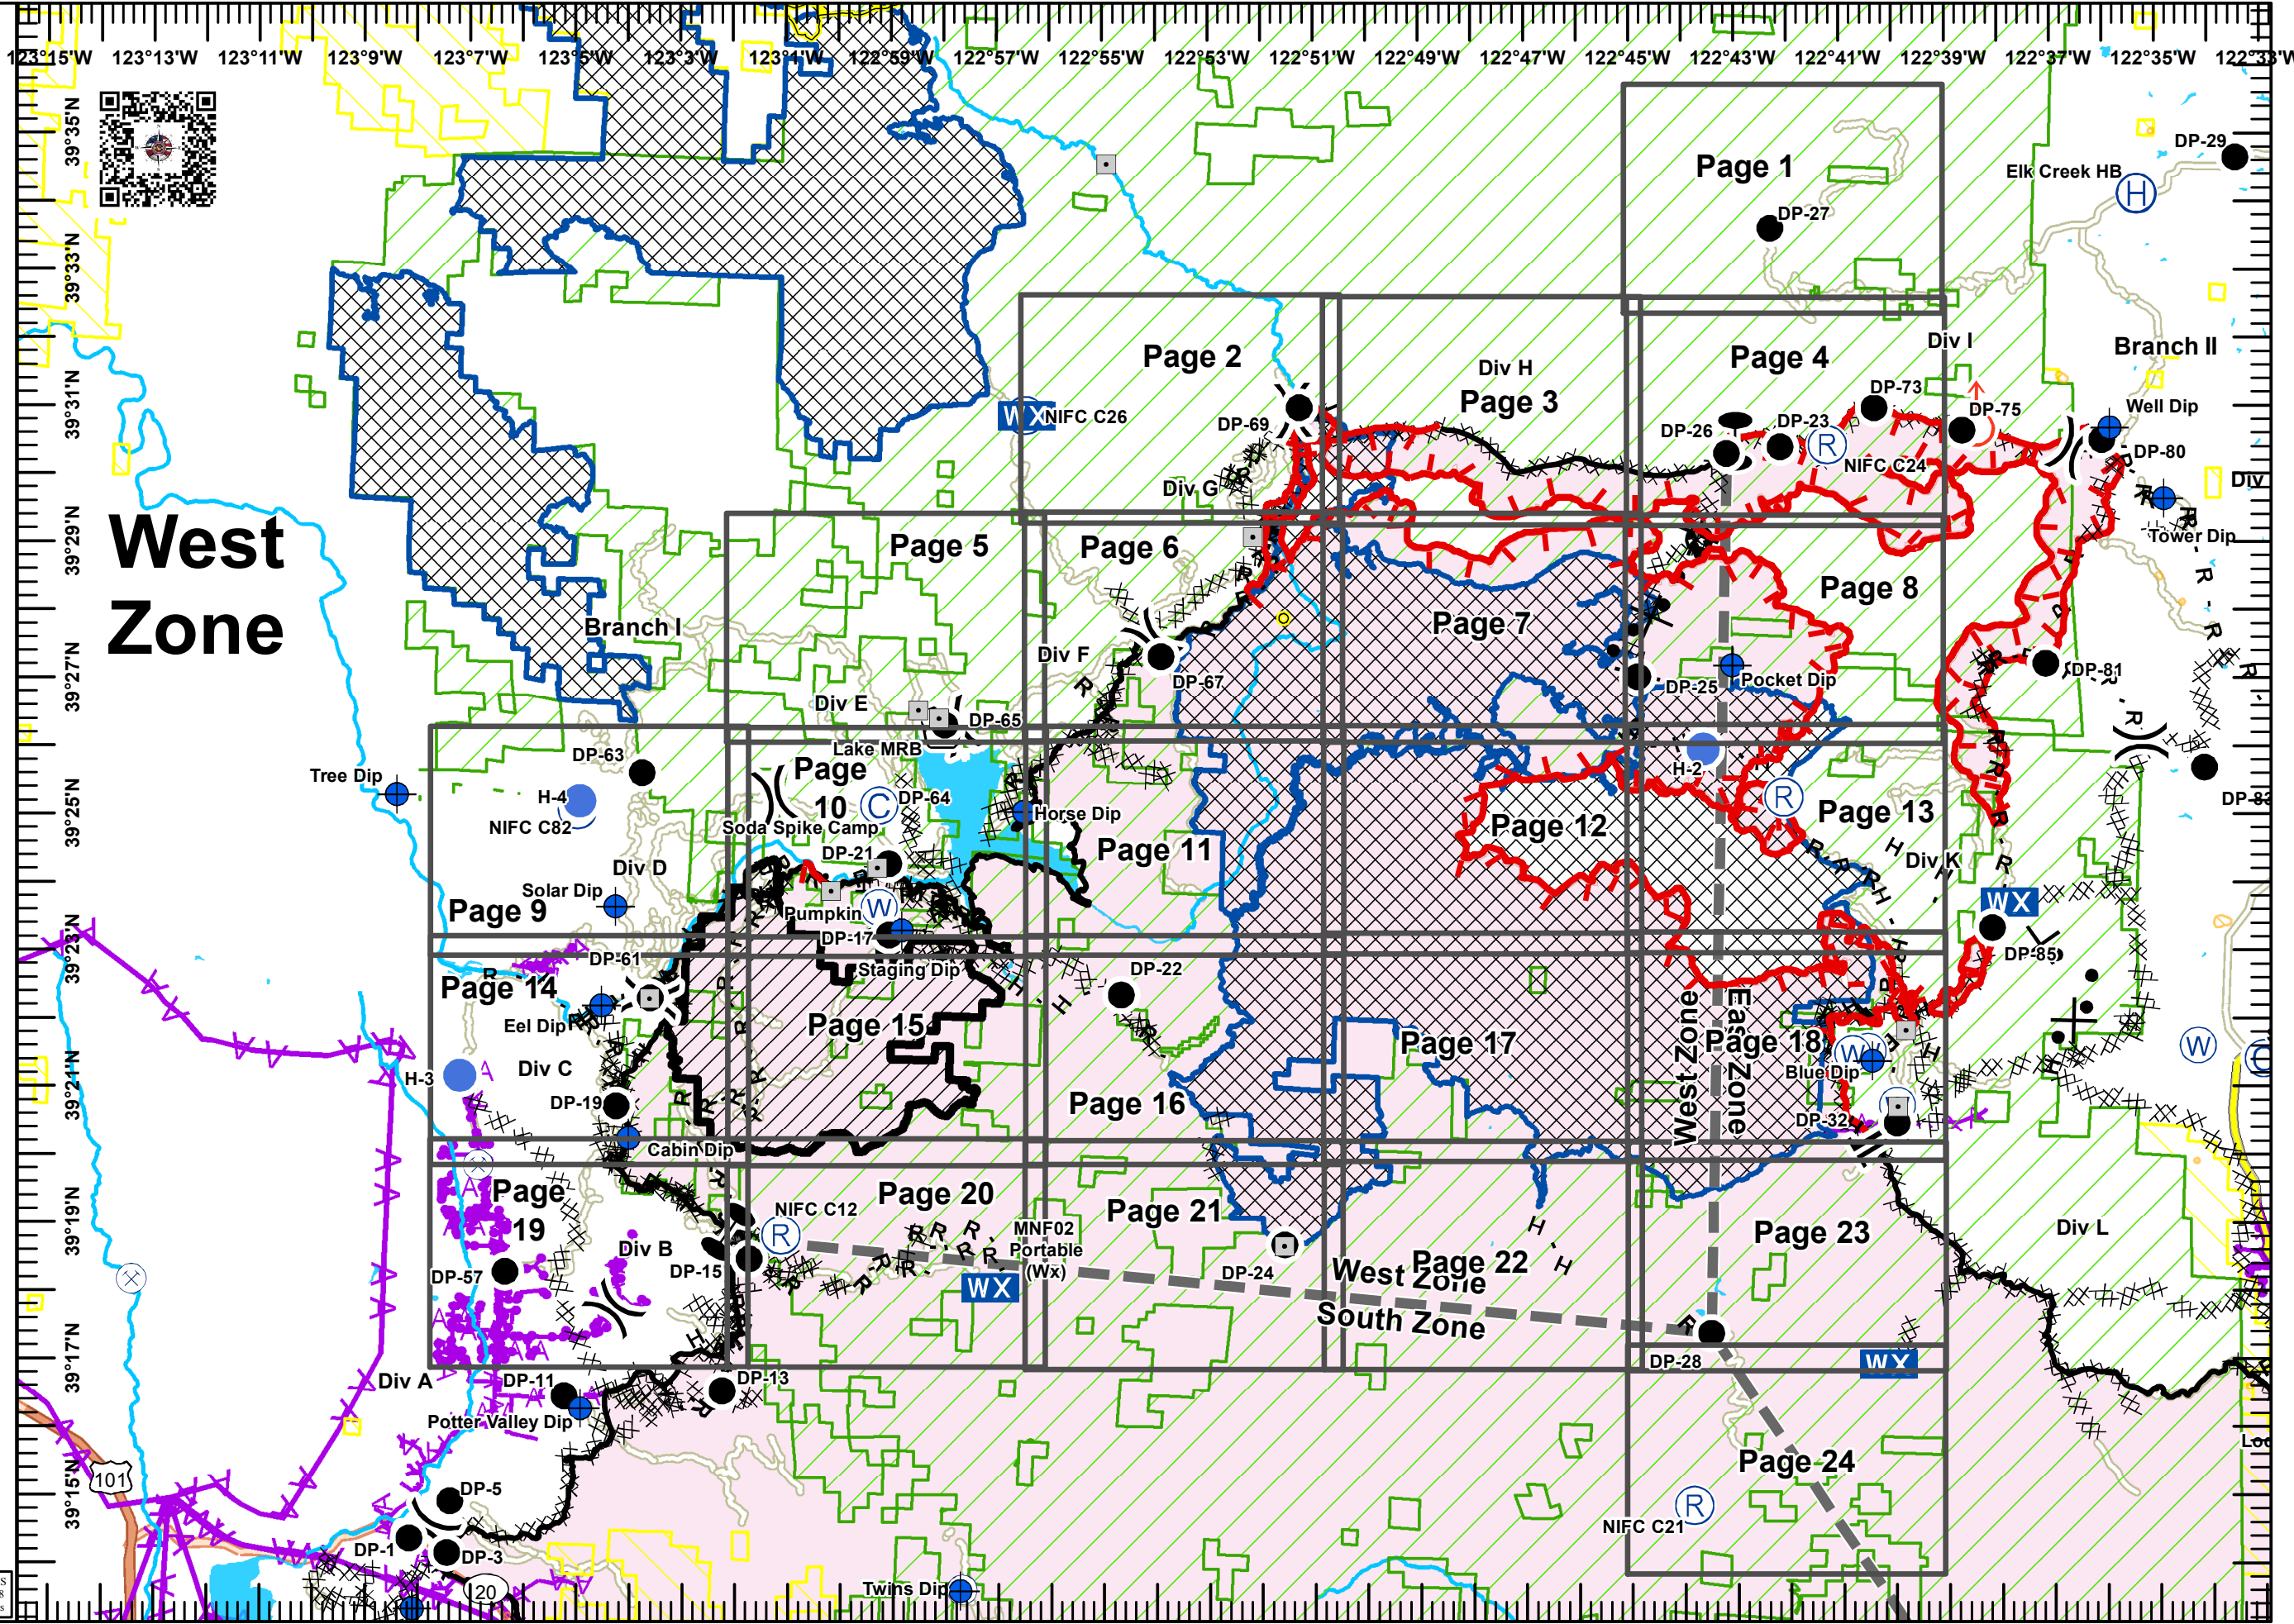 123°15'W 123°13'W 123°11'W 123°9'W 123°7'W 123°5'W 123°3'W 123°1'W 122°59'W 122°57'W 122°55'W 122°53'W 122°51'W 122°49'W 122°47'W 122°45'W 122°43'W 122°41'W 122°39'W 122°37'W 122°35'W 122°33'W
39°35'N
39°33'N
39°31'N
39°29'N
39°27'N
39°25'N
39°23'N
39°21'N
39°19'N
39°17'N
39°15'N
West
Zone
Page 1
DP-27
DP-29
Elk Creek HB
H
Page 2
Div H
Page 3
Page 4
Div I
Branch II
WX NIFC C26
DP-69
DP-26
DP-23
R
NIFC C24
DP-73
DP-75
Well Dip
DP-80
Div
Tower Dip
Div G
Page 5
Page 6
Page 7
Page 8
Branch I
Div F
DP-67
DP-25
Pocket Dip
DP-81
Div E
DP-65
Lake MRB
DP-63
Tree Dip
H-4
NIFC C82
Page
10
C
DP-64
Soda Spike Camp
Horse Dip
Page 11
Page 12
H-2
R
Page 13
DP-83
Div K
Div D
DP-21
Solar Dip
Page 9
Pumpkin
W
DP-17
Staging Dip
WX
DP-85
DP-61
Page 14
Eel Dip
Page 15
DP-22
Page 16
Page 17
West Zone
East Zone
Page 18
W
W
Blue Dip
DP-32
W
C
H-3
Div C
DP-19
Cabin Dip
Page
19
Page 20
NIFC C12
R
MNF02
Portable
(Wx)
WX
Page 21
DP-24
Page 22
West Zone
South Zone
Page 23
Div L
Div B
DP-15
DP-57
DP-28
WX
Div A
DP-11
DP-13
Potter Valley Dip
Page 24
R
NIFC C21
101
DP-5
DP-1
DP-3
20
Twins Dip